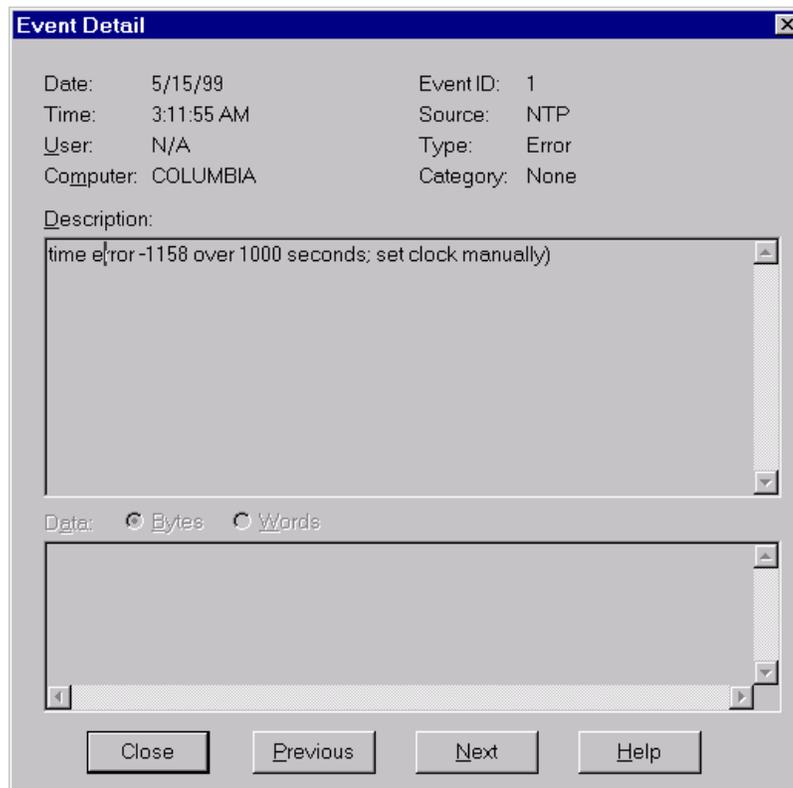 Event Detail
Date: 5/15/99 Event ID: 1
Time: 3:11:55 AM Source: NTP
User: N/A Type: Error
Computer: COLUMBIA Category: None
Description:
time error -1158 over 1000 seconds; set clock manually)
Data: Bytes Words
Close Previous Next Help